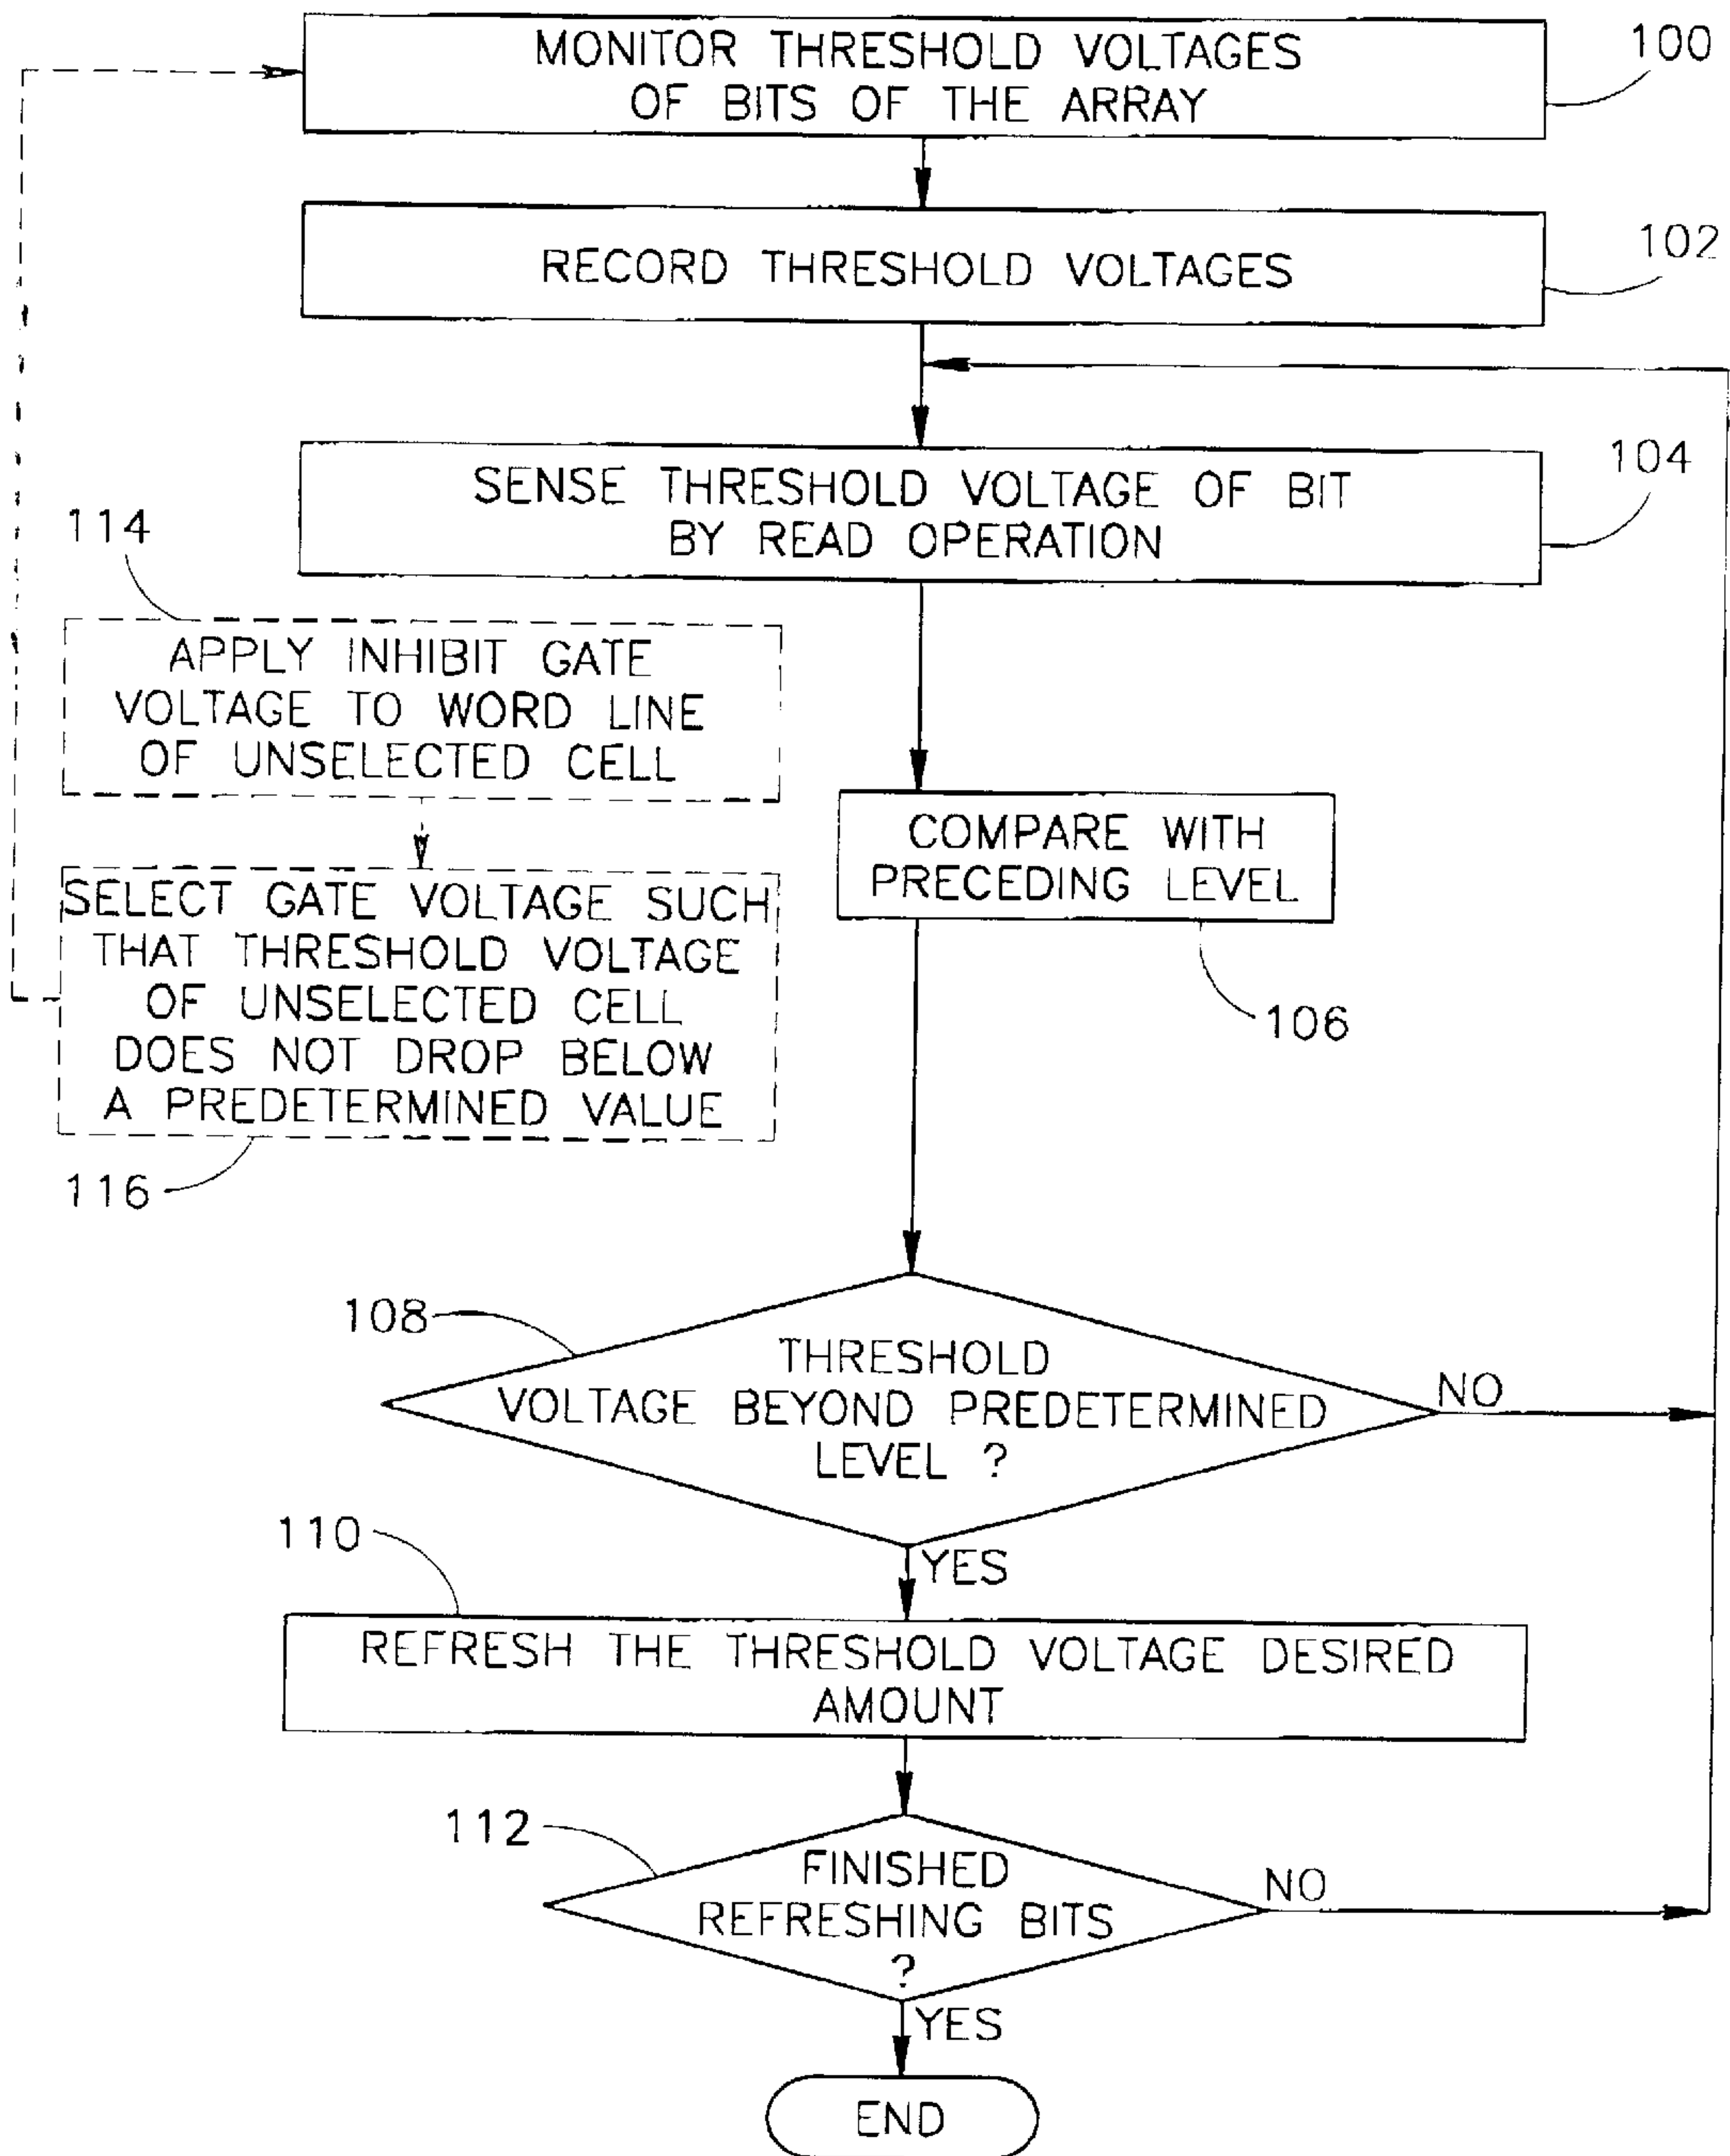 MONITOR THRESHOLD VOLTAGES
OF BITS OF THE ARRAY
100
RECORD THRESHOLD VOLTAGES
102
SENSE THRESHOLD VOLTAGE OF BIT
BY READ OPERATION
104
114
APPLY INHIBIT GATE
VOLTAGE TO WORD LINE
OF UNSELECTED CELL
COMPARE WITH
PRECEDING LEVEL
106
SELECT GATE VOLTAGE SUCH
THAT THRESHOLD VOLTAGE
OF UNSELECTED CELL
DOES NOT DROP BELOW
A PREDETERMINED VALUE
116
108
THRESHOLD
VOLTAGE BEYOND PREDETERMINED
LEVEL ?
NO
YES
110
REFRESH THE THRESHOLD VOLTAGE DESIRED
AMOUNT
112
FINISHED
REFRESHING BITS
?
NO
YES
END